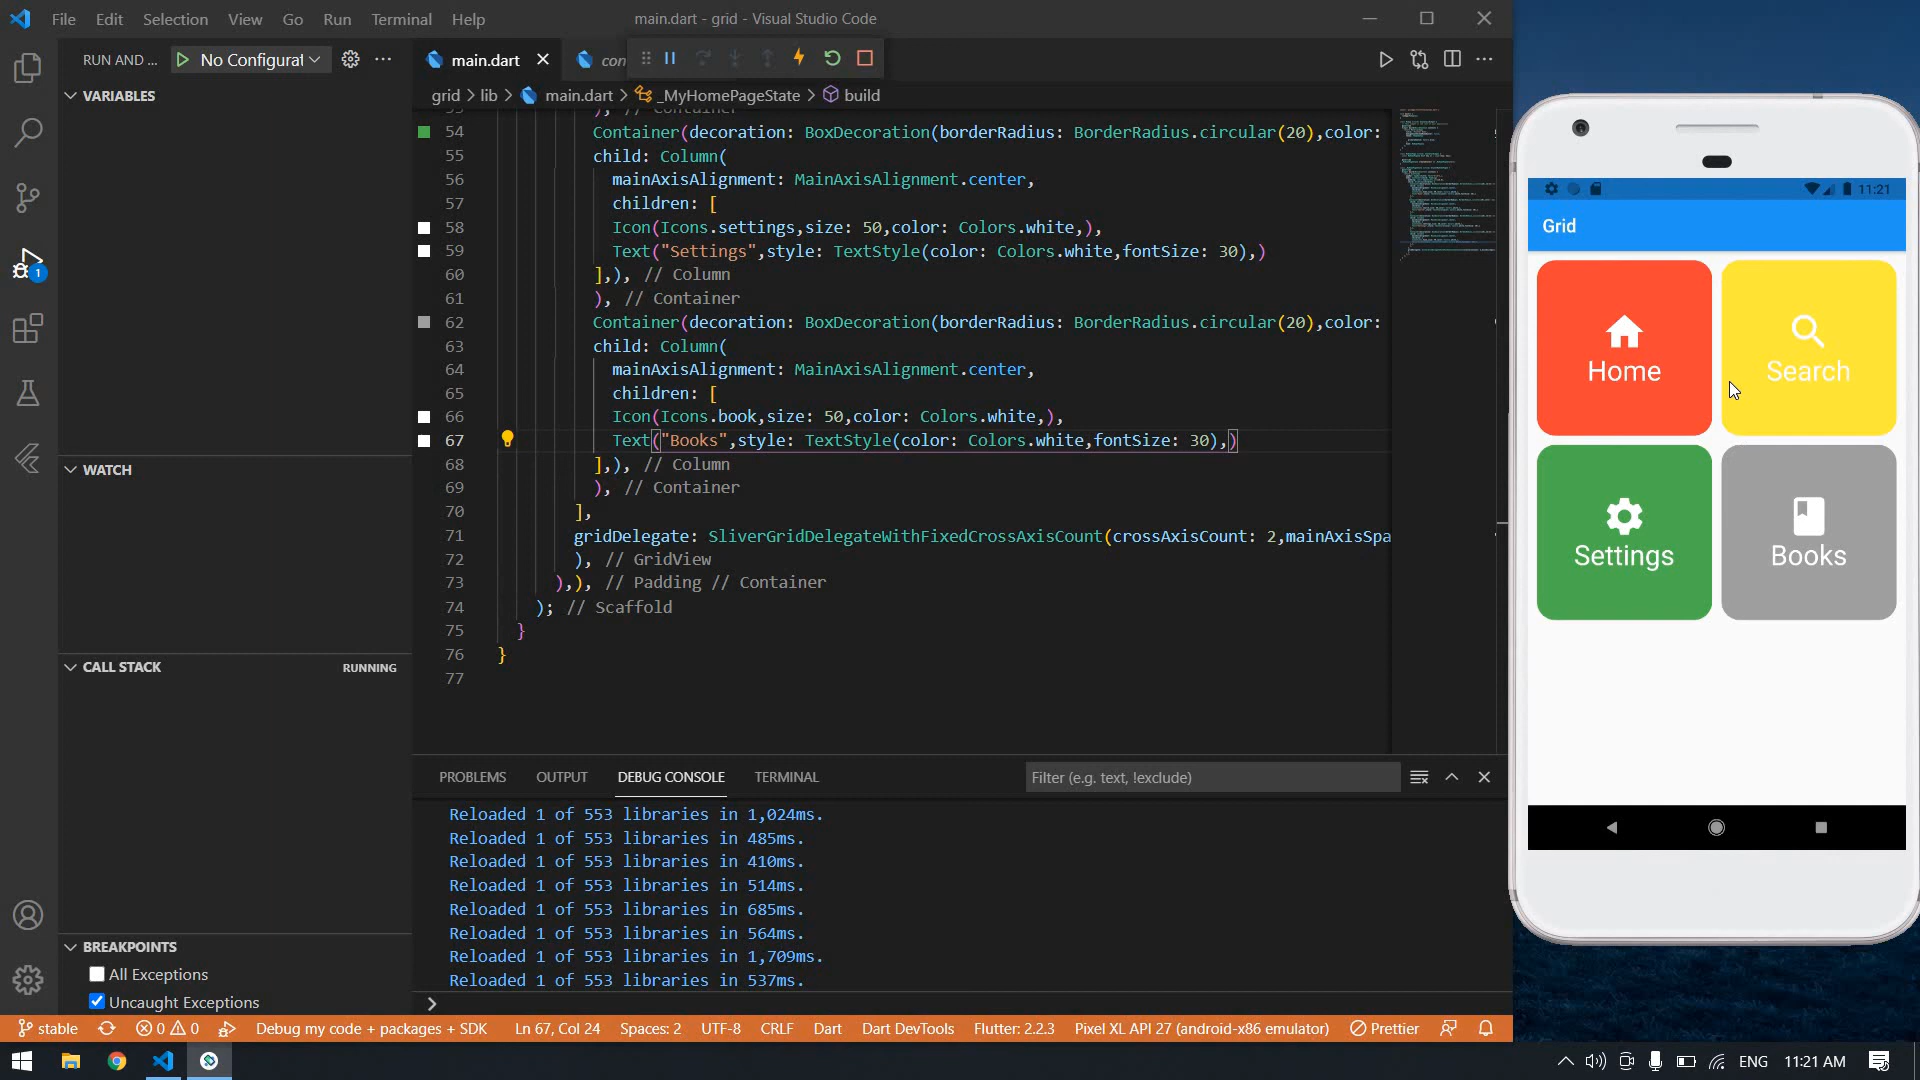 File Edit Selection View Go Run Terminal Help
main.dart - grid - Visual Studio Code
RUN AND ... No Configurat
main.dart
con
grid > lib > main.dart > _MyHomePageState > build
VARIABLES
WATCH
CALL STACK RUNNING
BREAKPOINTS
All Exceptions
Uncaught Exceptions
1
54 Container(decoration: BoxDecoration(borderRadius: BorderRadius.circular(20),color:
55 child: Column(
56 mainAxisAlignment: MainAxisAlignment.center,
57 children: [
58 Icon(Icons.settings,size: 50,color: Colors.white,),
59 Text("Settings",style: TextStyle(color: Colors.white,fontSize: 30),)
60 ],), // Column
61 ), // Container
62 Container(decoration: BoxDecoration(borderRadius: BorderRadius.circular(20),color:
63 child: Column(
64 mainAxisAlignment: MainAxisAlignment.center,
65 children: [
66 Icon(Icons.book,size: 50,color: Colors.white,),
67 Text("Books",style: TextStyle(color: Colors.white,fontSize: 30),)
68 ],), // Column
69 ), // Container
70 ],
71 gridDelegate: SliverGridDelegateWithFixedCrossAxisCount(crossAxisCount: 2,mainAxisSpa
72 ), // GridView
73 ),), // Padding // Container
74 ); // Scaffold
75 }
76 }
77
PROBLEMS OUTPUT DEBUG CONSOLE TERMINAL
Filter (e.g. text, !exclude)
Reloaded 1 of 553 libraries in 1,024ms.
Reloaded 1 of 553 libraries in 485ms.
Reloaded 1 of 553 libraries in 410ms.
Reloaded 1 of 553 libraries in 514ms.
Reloaded 1 of 553 libraries in 685ms.
Reloaded 1 of 553 libraries in 564ms.
Reloaded 1 of 553 libraries in 1,709ms.
Reloaded 1 of 553 libraries in 537ms.
11:21
Grid
Home
Search
Settings
Books
stable 0 0 Debug my code + packages + SDK Ln 67, Col 24 Spaces: 2 UTF-8 CRLF Dart Dart DevTools Flutter: 2.2.3 Pixel XL API 27 (android-x86 emulator) Prettier
ENG 11:21 AM